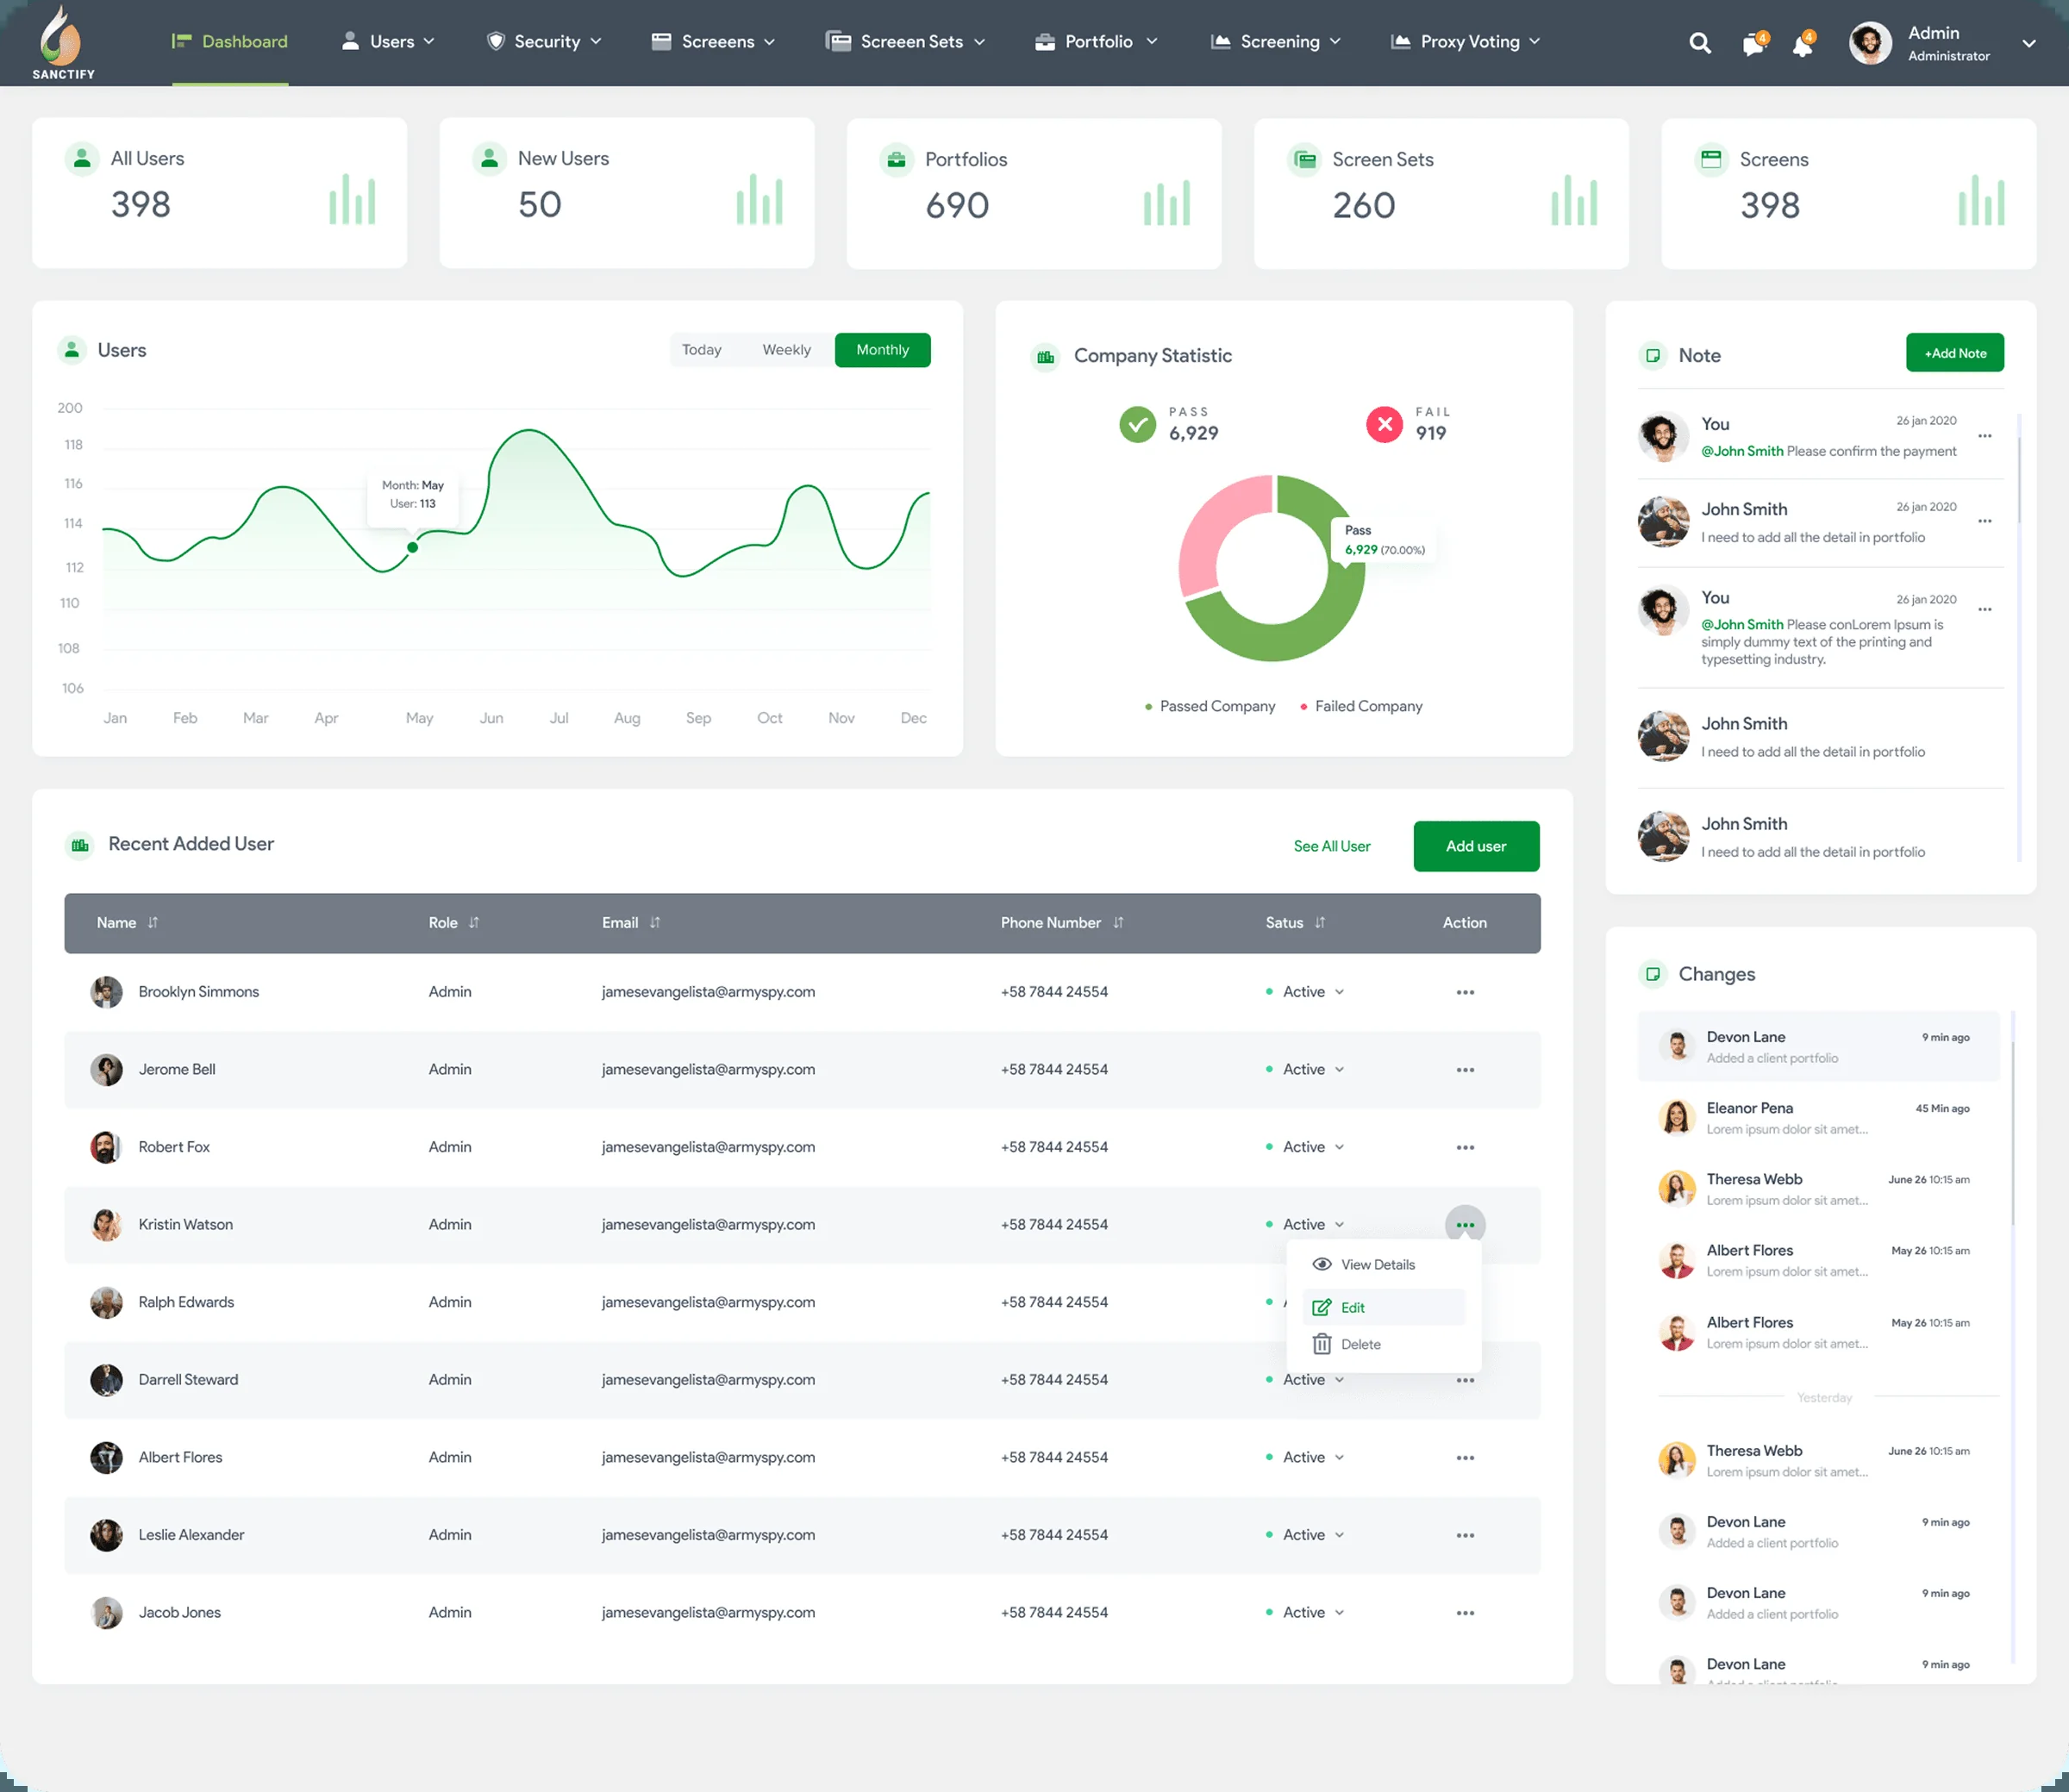 SANCTIFY
Dashboard
Users
Security
Screeens
Screeen Sets
Portfolio
Screening
Proxy Voting
4
4
Admin
Administrator
All Users
398
New Users
50
Portfolios
690
Screen Sets
260
Screens
398
Users
Today Weekly Monthly
200
118
116
114
112
110
108
106
Month: May
User: 113
Jan Feb Mar Apr May Jun Jul Aug Sep Oct Nov Dec
Company Statistic
PASS
6,929
FAIL
919
Pass
6,929 (70.00%)
Passed Company Failed Company
Note
+Add Note
You 26 jan 2020
@John Smith Please confirm the payment
John Smith 26 jan 2020
I need to add all the detail in portfolio
You 26 jan 2020
@John Smith Please conLorem Ipsum is
simply dummy text of the printing and
typesetting industry.
John Smith
I need to add all the detail in portfolio
John Smith
I need to add all the detail in portfolio
Recent Added User
See All User
Add user
Name Role Email Phone Number Satus Action
Brooklyn Simmons Admin jamesevangelista@armyspy.com +58 7844 24554 Active
Jerome Bell Admin jamesevangelista@armyspy.com +58 7844 24554 Active
Robert Fox Admin jamesevangelista@armyspy.com +58 7844 24554 Active
Kristin Watson Admin jamesevangelista@armyspy.com +58 7844 24554 Active
View Details
Edit
Delete
Ralph Edwards Admin jamesevangelista@armyspy.com +58 7844 24554
Darrell Steward Admin jamesevangelista@armyspy.com +58 7844 24554 Active
Albert Flores Admin jamesevangelista@armyspy.com +58 7844 24554 Active
Leslie Alexander Admin jamesevangelista@armyspy.com +58 7844 24554 Active
Jacob Jones Admin jamesevangelista@armyspy.com +58 7844 24554 Active
Changes
Devon Lane 9 min ago
Added a client portfolio
Eleanor Pena 45 Min ago
Lorem ipsum dolor sit amet...
Theresa Webb June 26 10:15 am
Lorem ipsum dolor sit amet...
Albert Flores May 26 10:15 am
Lorem ipsum dolor sit amet...
Albert Flores May 26 10:15 am
Lorem ipsum dolor sit amet...
Yesterday
Theresa Webb June 26 10:15 am
Lorem ipsum dolor sit amet...
Devon Lane 9 min ago
Added a client portfolio
Devon Lane 9 min ago
Added a client portfolio
Devon Lane 9 min ago